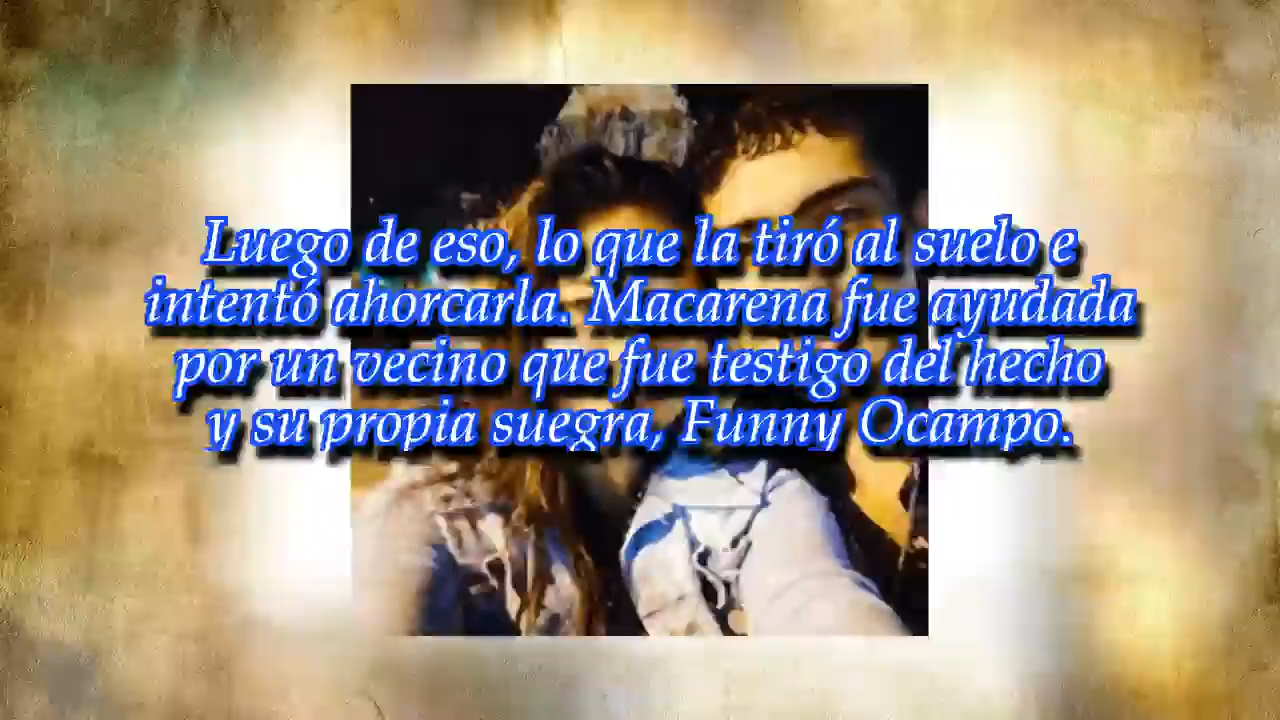 Luego de eso, lo que la tiró al suelo e
intentó ahorcarla. Macarena fue ayudada
por un vecino que fue testigo del hecho
y su propia suegra, Funny Ocampo.